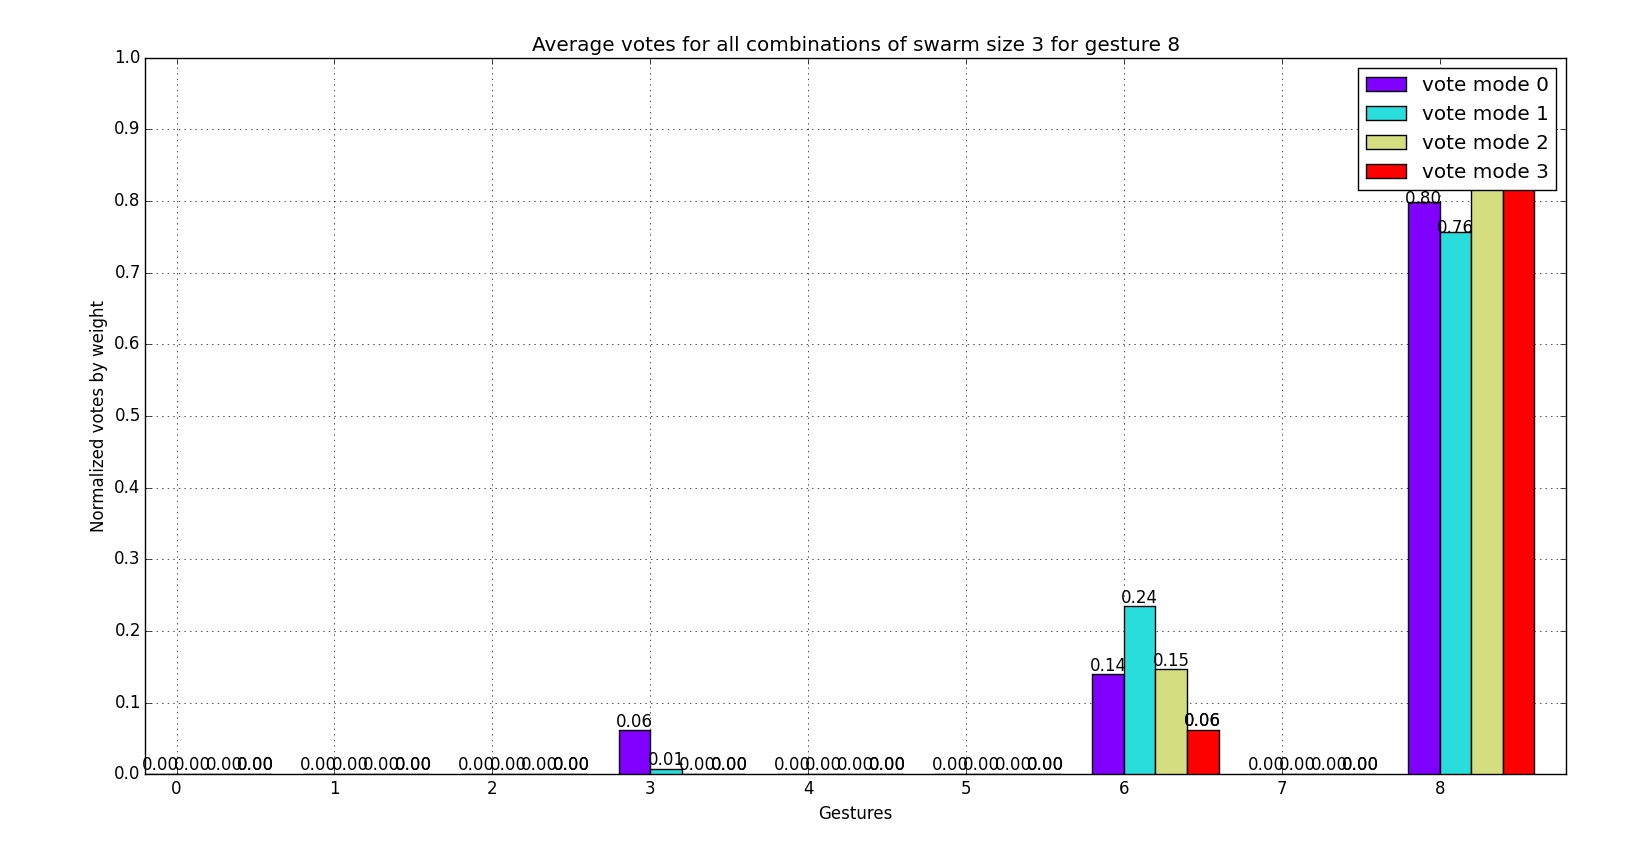 Average votes for all combinations of swarm size 3 for gesture 8
1.0
0.9
0.8
0.7
0.6
0.5
0.4
0.3
0.2
0.1
0.0
Normalized votes by weight
vote mode 0
vote mode 1
vote mode 2
vote mode 3
0.00 0.00 0.00 0.00
0.00 0.00 0.00 0.00
0.00 0.00 0.00 0.00
0.06 0.01 0.00 0.00
0.00 0.00 0.00 0.00
0.00 0.00 0.00 0.00
0.14 0.24 0.15 0.06
0.00 0.00 0.00 0.00
0.80 0.76
0 1 2 3 4 5 6 7 8
Gestures